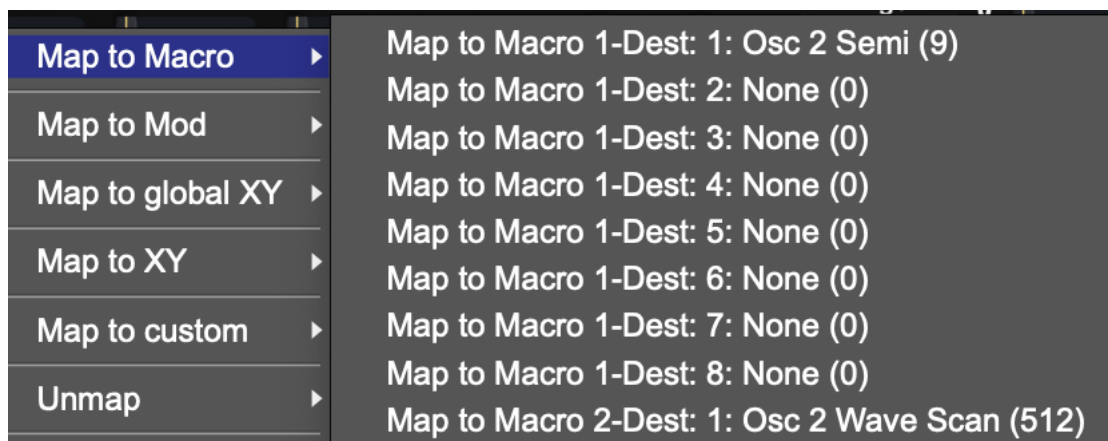 Map to Macro
Map to Mod
Map to global XY
Map to XY
Map to custom
Unmap
Map to Macro 1-Dest: 1: Osc 2 Semi (9)
Map to Macro 1-Dest: 2: None (0)
Map to Macro 1-Dest: 3: None (0)
Map to Macro 1-Dest: 4: None (0)
Map to Macro 1-Dest: 5: None (0)
Map to Macro 1-Dest: 6: None (0)
Map to Macro 1-Dest: 7: None (0)
Map to Macro 1-Dest: 8: None (0)
Map to Macro 2-Dest: 1: Osc 2 Wave Scan (512)